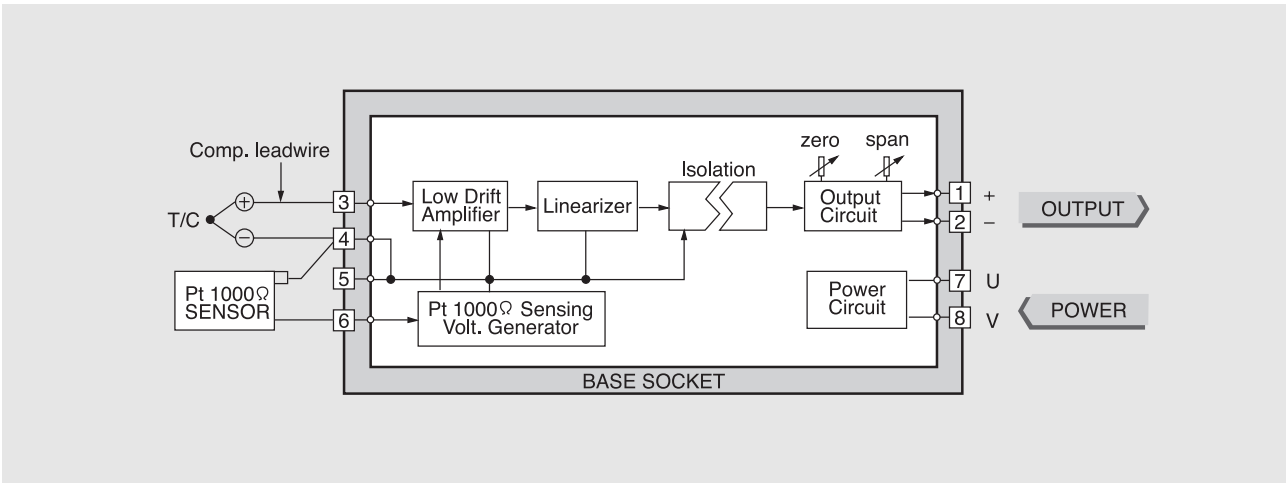 Comp. leadwire
T/C
+
−
Pt 1000Ω
SENSOR
3
4
5
6
Low Drift
Amplifier
Linearizer
Isolation
zero
span
Output
Circuit
Pt 1000Ω Sensing
Volt. Generator
Power
Circuit
1 +
2 −
7 U
8 V
OUTPUT
POWER
BASE SOCKET